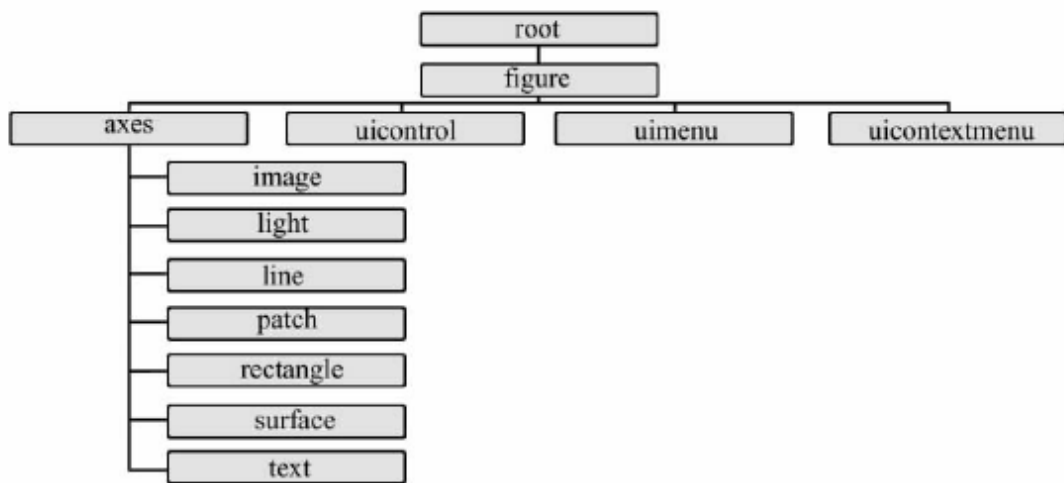 root
figure
axes
uicontrol
uimenu
uicontextmenu
image
light
line
patch
rectangle
surface
text